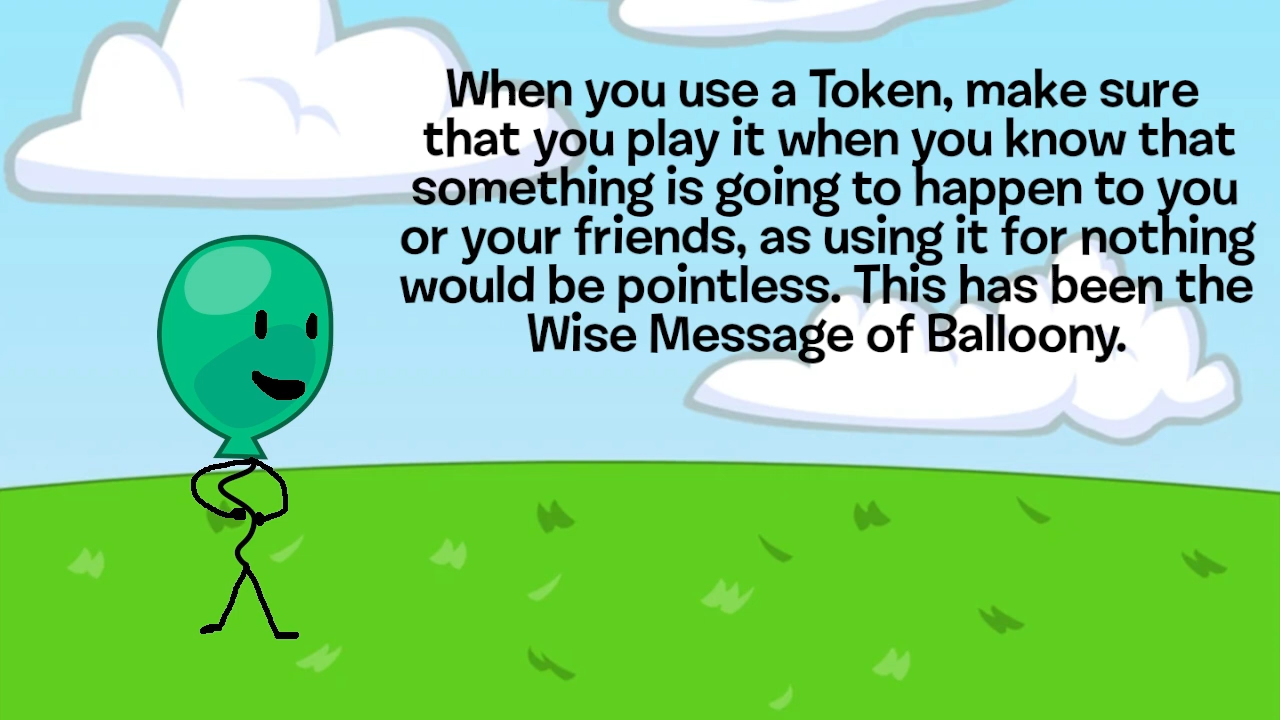 When you use a Token, make sure
that you play it when you know that
something is going to happen to you
or your friends, as using it for nothing
would be pointless. This has been the
Wise Message of Balloony.